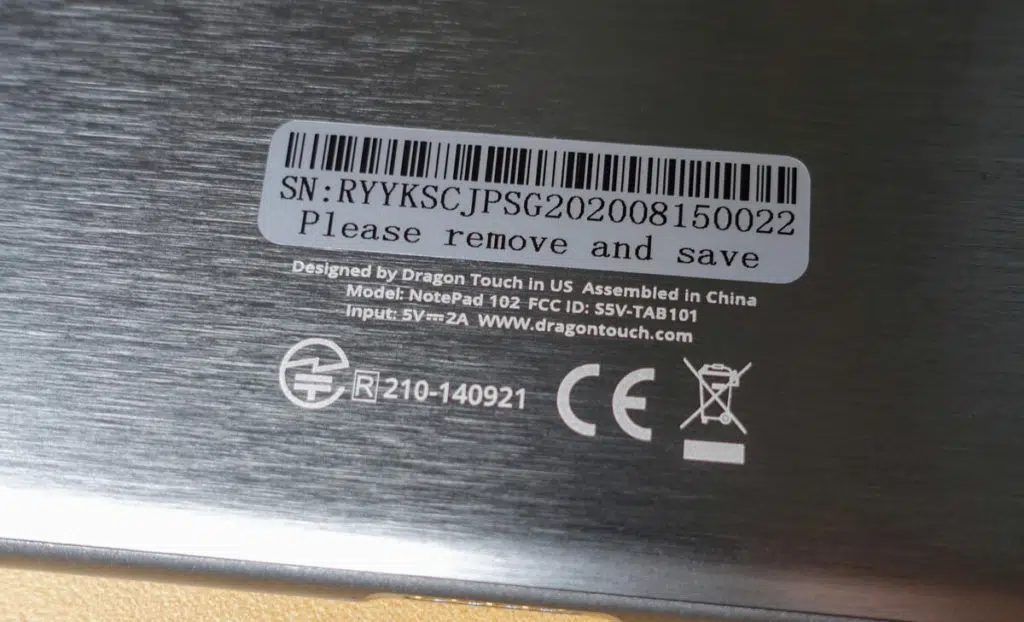 SN:RYYKSCJPSG202008150022
Please remove and save
Designed by Dragon Touch in US Assembled in China
Model: NotePad 102 FCC ID: S5V-TAB101
Input: 5V⎓2A WWW.dragontouch.com
R 210-140921 CE